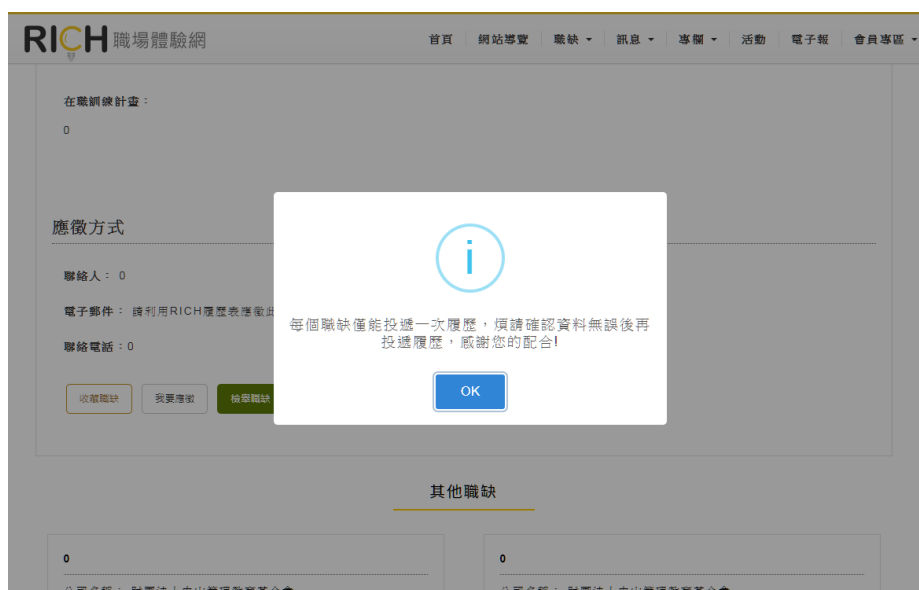 RICH 職場體驗網
首頁 網站導覽 職缺 訊息 專欄 活動 電子報 會員專區
在職訓練計畫：
0
應徵方式
聯絡人： 0
電子郵件： 請利用RICH履歷表應徵此
聯絡電話：0
收藏職缺 我要應徵 檢舉職缺
每個職缺僅能投遞一次履歷，煩請確認資料無誤後再
投遞履歷，感謝您的配合!
OK
其他職缺
0
0